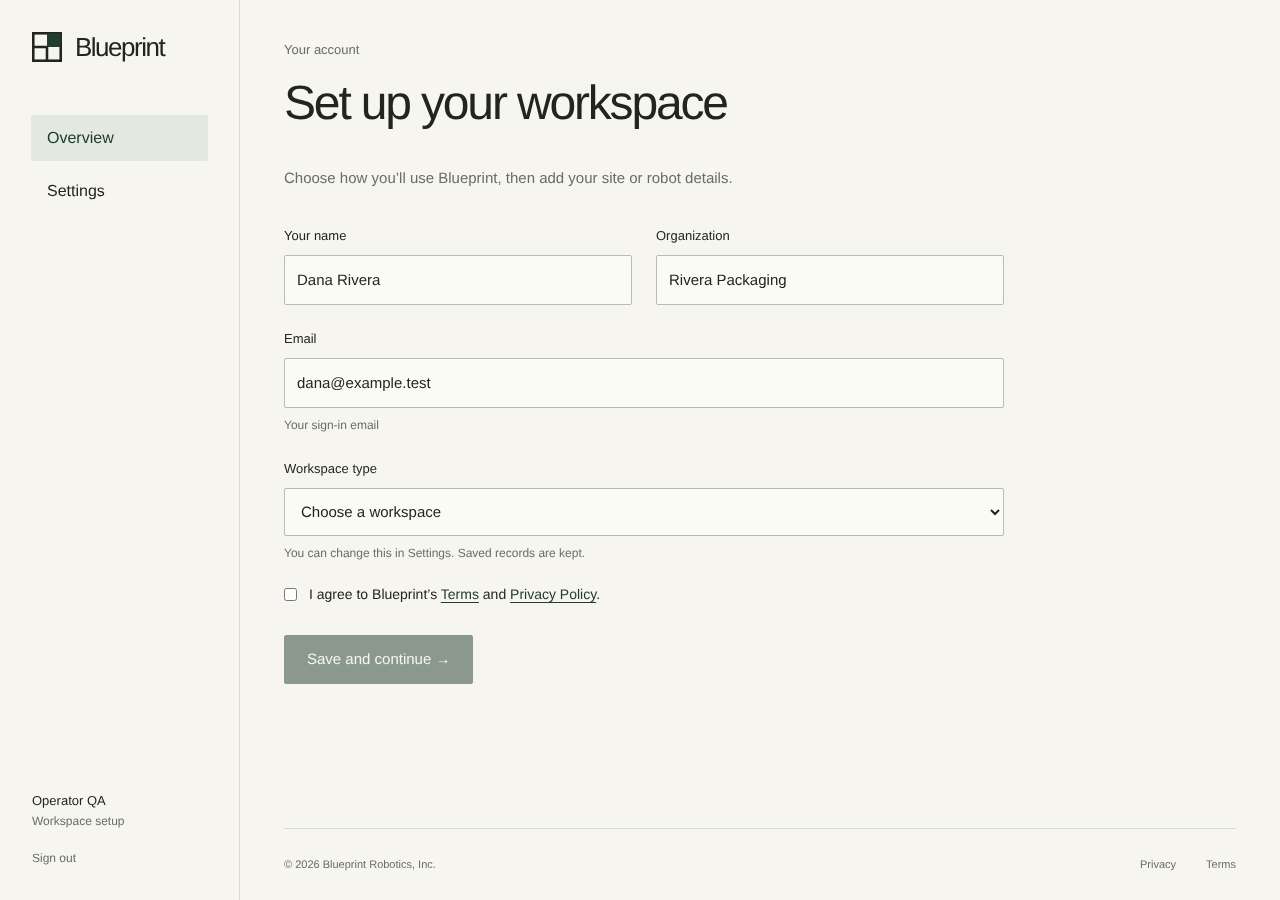 Blueprint
Overview
Settings
Operator QA
Workspace setup
Sign out
Your account
Set up your workspace
Choose how you’ll use Blueprint, then add your site or robot details.
Your name
Organization
Dana Rivera
Rivera Packaging
Email
dana@example.test
Your sign-in email
Workspace type
Choose a workspace
You can change this in Settings. Saved records are kept.
I agree to Blueprint’s Terms and Privacy Policy.
Save and continue →
© 2026 Blueprint Robotics, Inc.
Privacy
Terms